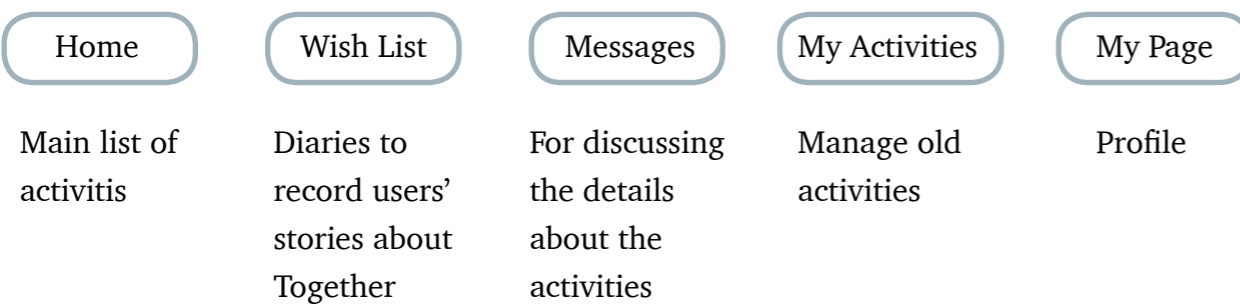 Home
Wish List
Messages
My Activities
My Page
Main list of
activitis
Diaries to
record users’
stories about
Together
For discussing
the details
about the
activities
Manage old
activities
Profile